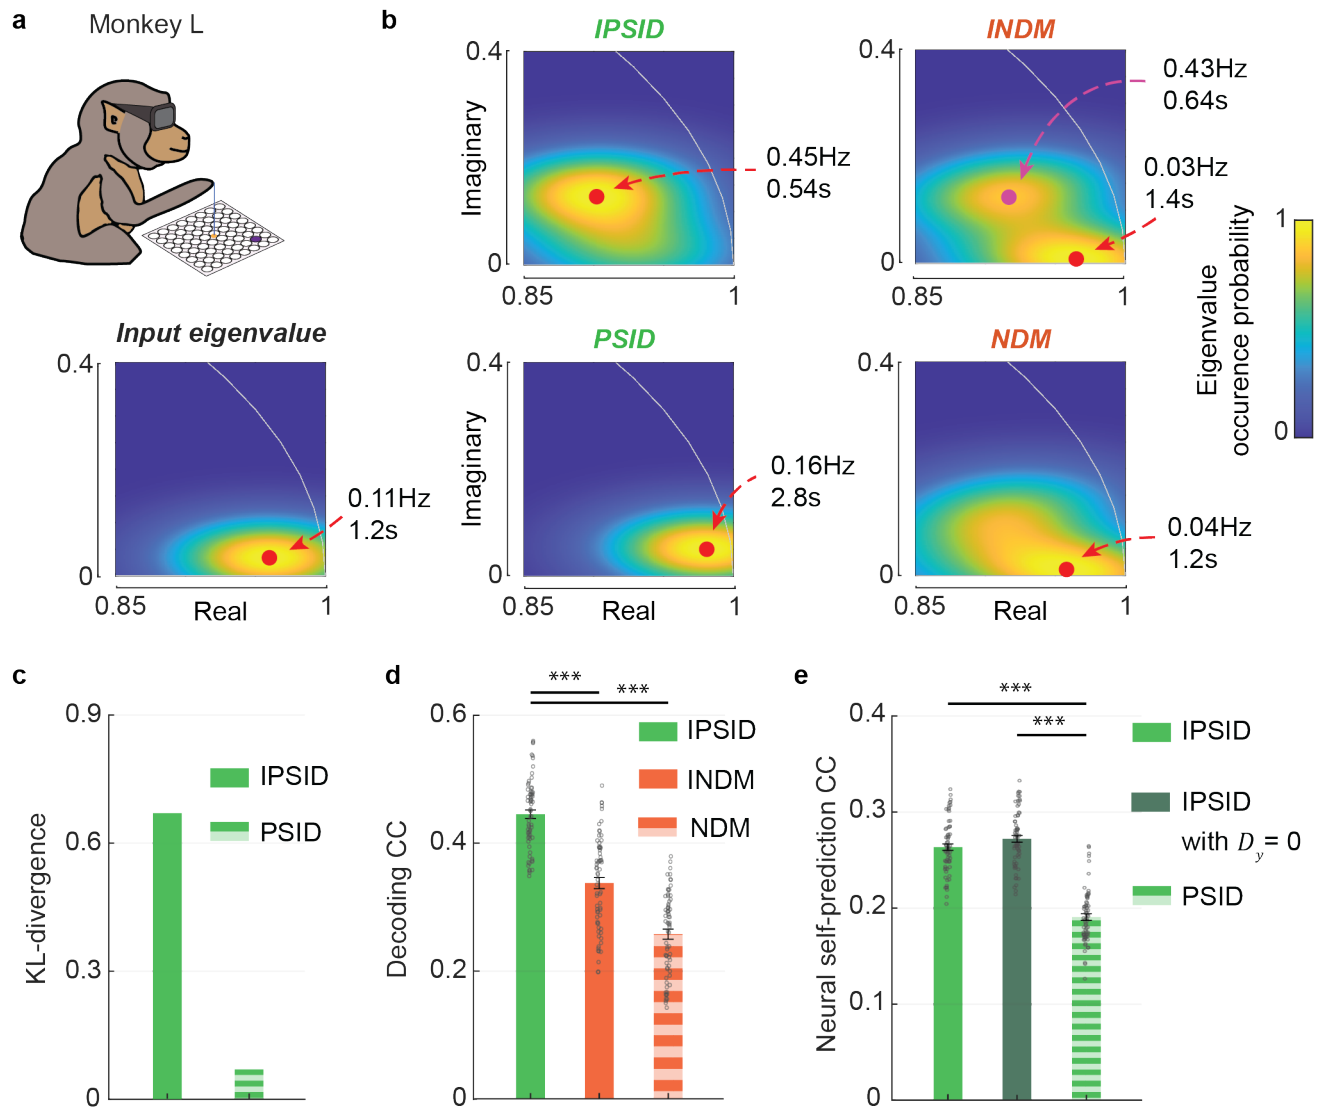 a
Monkey L
b
IPSID
0.4
0
0.85
1
Imaginary
0.45Hz
0.54s
INDM
0.4
0
0.85
1
0.43Hz
0.64s
0.03Hz
1.4s
Input eigenvalue
0.4
0
0.85
1
Real
0.11Hz
1.2s
PSID
0.4
0
0.85
1
Imaginary
0.16Hz
2.8s
NDM
0.4
0
0.85
1
Real
0.04Hz
1.2s
Eigenvalue
occurence probability
1
0
c
0.9
0.6
0.3
0
KL-divergence
IPSID
PSID
d
*** 
***
0.6
0.4
0.2
0
Decoding CC
IPSID
INDM
NDM
e
***
***
0.4
0.3
0.2
0.1
0
Neural self-prediction CC
IPSID
IPSID
with Dy= 0
PSID